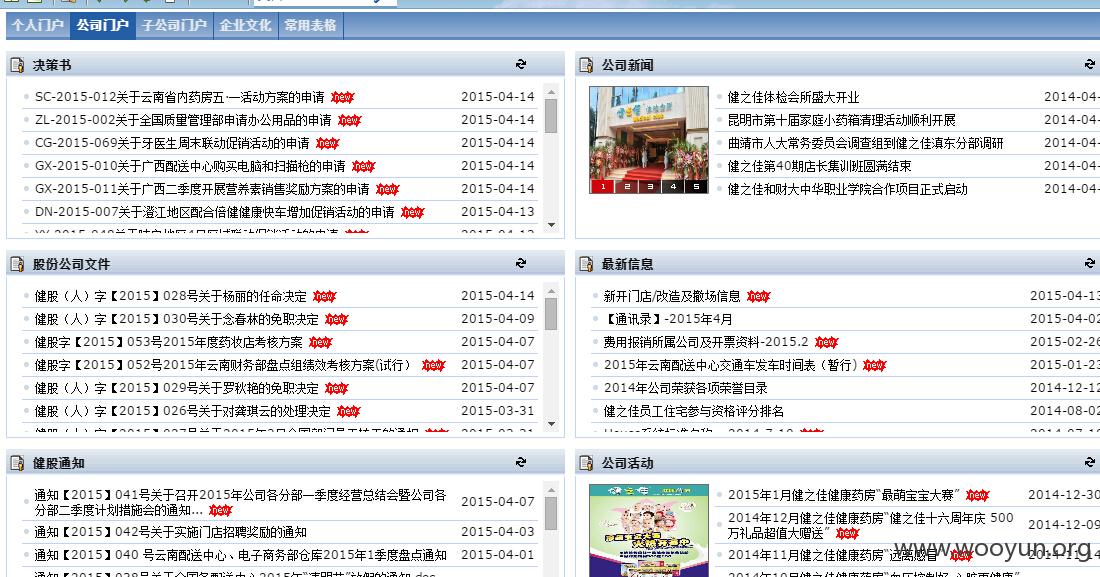 个人门户 公司门户 子公司门户 企业文化 常用表格
决策书
SC-2015-012关于云南省内药房五·一活动方案的申请 new 2015-04-14
ZL-2015-002关于全国质量管理部申请办公用品的申请 new 2015-04-14
CG-2015-069关于牙医生周末联动促销活动的申请 new 2015-04-14
GX-2015-010关于广西配送中心购买电脑和扫描枪的申请 new 2015-04-14
GX-2015-011关于广西二季度开展营养素销售奖励方案的申请 new 2015-04-14
DN-2015-007关于澄江地区配合倍健健康快车增加促销活动的申请 new 2015-04-13
公司新闻
1 2 3 4 5
健之佳体检会所盛大开业 2014-04-
昆明市第十届家庭小药箱清理活动顺利开展 2014-04-
曲靖市人大常务委员会调查组到健之佳滇东分部调研 2014-04-
健之佳第40期店长集训班圆满结束 2014-04-
健之佳和财大中华职业学院合作项目正式启动 2014-04-
股份公司文件
健股（人）字【2015】028号关于杨丽的任命决定 new 2015-04-14
健股（人）字【2015】030号关于念春林的免职决定 new 2015-04-09
健股字【2015】053号2015年度药妆店考核方案 new 2015-04-07
健股字【2015】052号2015年云南财务部盘点组绩效考核方案(试行） new 2015-04-07
健股（人）字【2015】029号关于罗秋艳的免职决定 new 2015-04-07
健股（人）字【2015】026号关于对龚琪云的处理决定 new 2015-03-31
最新信息
新开门店/改造及撤场信息 new 2015-04-13
【通讯录】-2015年4月 2015-04-02
费用报销所属公司及开票资料-2015.2 new 2015-02-26
2015年云南配送中心交通车发车时间表（暂行） new 2015-01-23
2014年公司荣获各项荣誉目录 2014-12-12
健之佳员工住宅参与资格评分排名 2014-08-02
健股通知
通知【2015】041号关于召开2015年公司各分部一季度经营总结会暨公司各
分部二季度计划措施会的通知... new 2015-04-07
通知【2015】042号关于实施门店招聘奖励的通知 2015-04-03
通知【2015】040 号云南配送中心、电子商务部仓库2015年1季度盘点通知 2015-04-01
公司活动
2015年1月健之佳健康药房“最萌宝宝大赛” new 2014-12-30
2014年12月健之佳健康药房“健之佳十六周年庆 500
万礼品超值大赠送” new 2014-12-09
2014年11月健之佳健康药房
www.wooyun.org